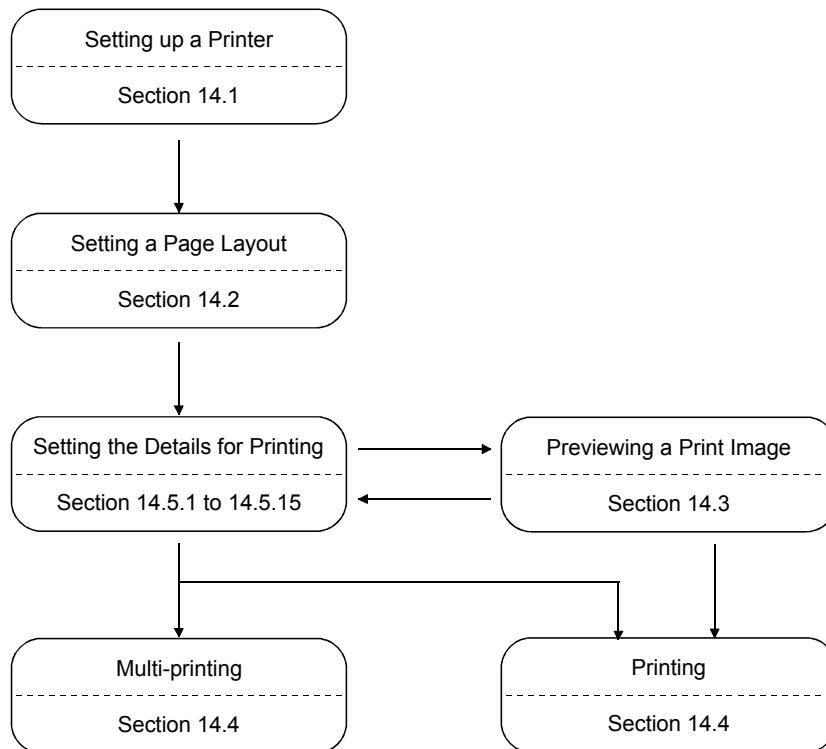 Setting up a Printer
Section 14.1
Setting a Page Layout
Section 14.2
Setting the Details for Printing
Section 14.5.1 to 14.5.15
Previewing a Print Image
Section 14.3
Multi-printing
Section 14.4
Printing
Section 14.4